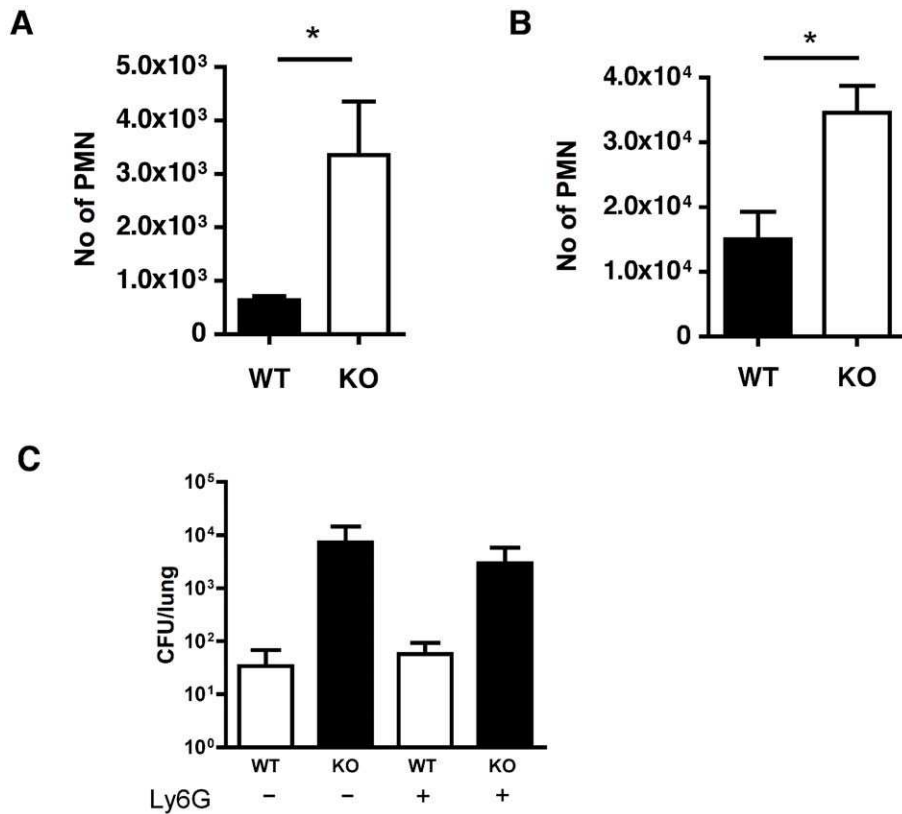 A
*
5.0x10³
4.0x10³
3.0x10³
2.0x10³
1.0x10³
0
No of PMN
WT KO
B
*
4.0x10⁴
3.0x10⁴
2.0x10⁴
1.0x10⁴
0
No of PMN
WT KO
C
10⁵
10⁴
10³
10²
10¹
10⁰
CFU/lung
WT KO WT KO
Ly6G − − + +